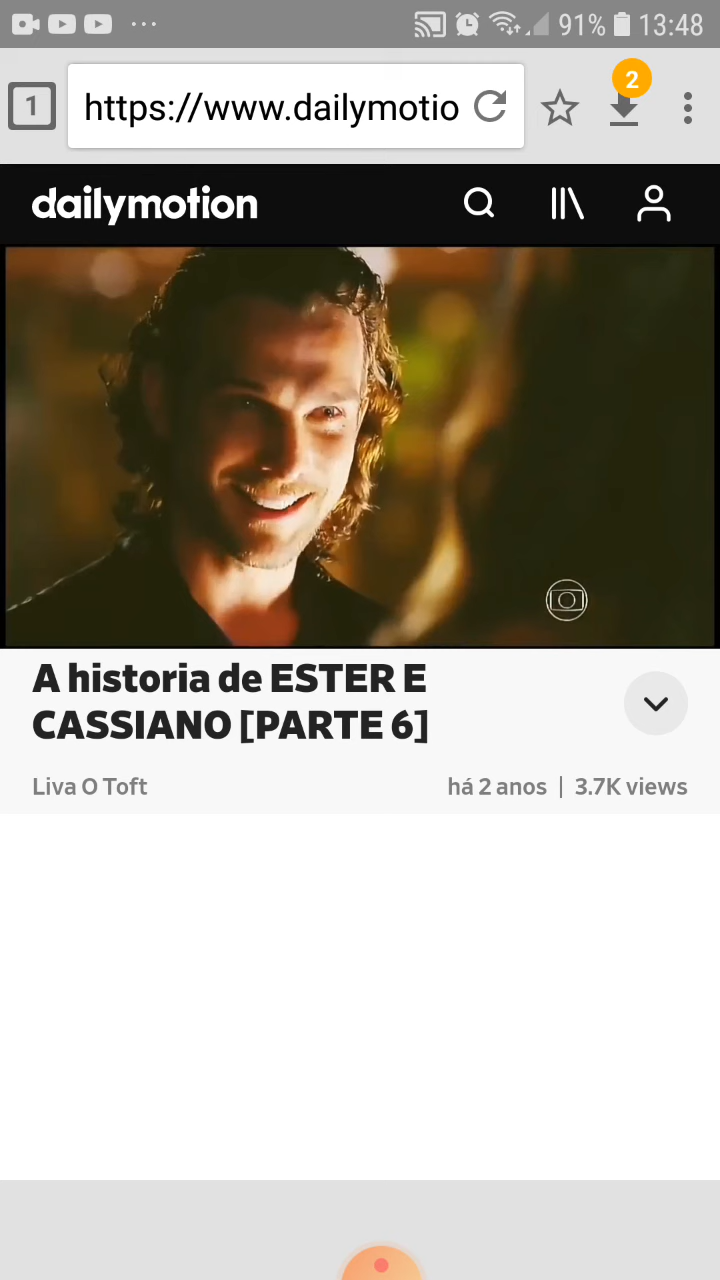 91% 13:48
1
https://www.dailymotio
2
dailymotion
A historia de ESTER E
CASSIANO [PARTE 6]
Liva O Toft
há 2 anos | 3.7K views